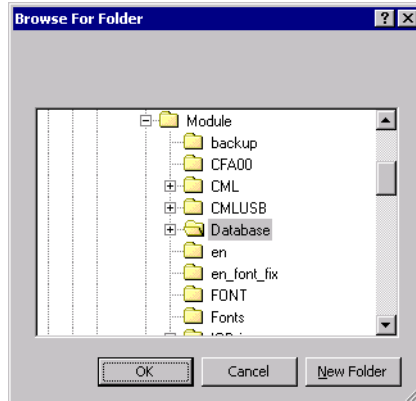 Browse For Folder
Module
backup
CFA00
CML
CMLUSB
Database
en
en_font_fix
FONT
Fonts
OK Cancel New Folder